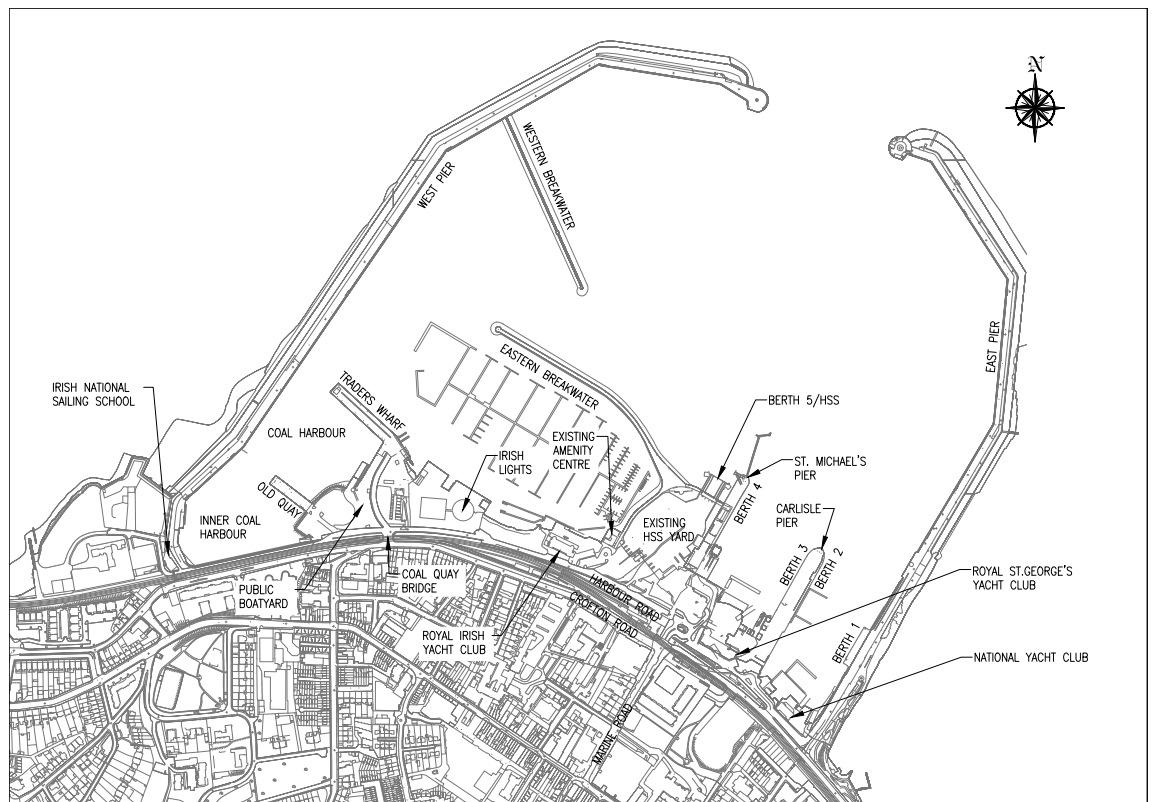 N
WESTERN BREAKWATER
WEST PIER
EAST PIER
EASTERN BREAKWATER
IRISH NATIONAL
SAILING SCHOOL
TRADERS WHARF
BERTH 5/HSS
COAL HARBOUR
EXISTING
AMENITY
CENTRE
IRISH
LIGHTS
ST. MICHAEL'S
PIER
BERTH 4
OLD QUAY
CARLISLE
PIER
INNER COAL
HARBOUR
EXISTING
HSS YARD
BERTH 3
BERTH 2
ROYAL ST.GEORGE'S
YACHT CLUB
COAL QUAY
BRIDGE
PUBLIC
BOATYARD
HARBOUR ROAD
CROFTON ROAD
ROYAL IRISH
YACHT CLUB
BERTH 1
NATIONAL YACHT CLUB
MARINE ROAD